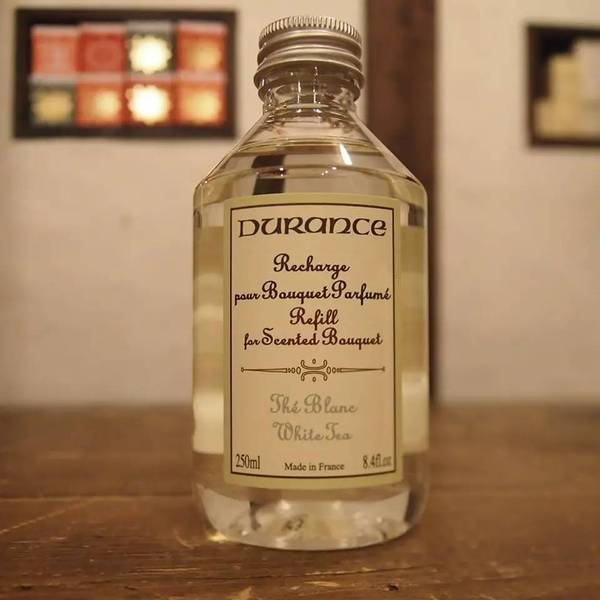 DURANCE
Recharge
pour Bouquet Parfumé
Refill
for Scented Bouquet
Thé Blanc
White Tea
250ml Made in France 8.4fl.oz